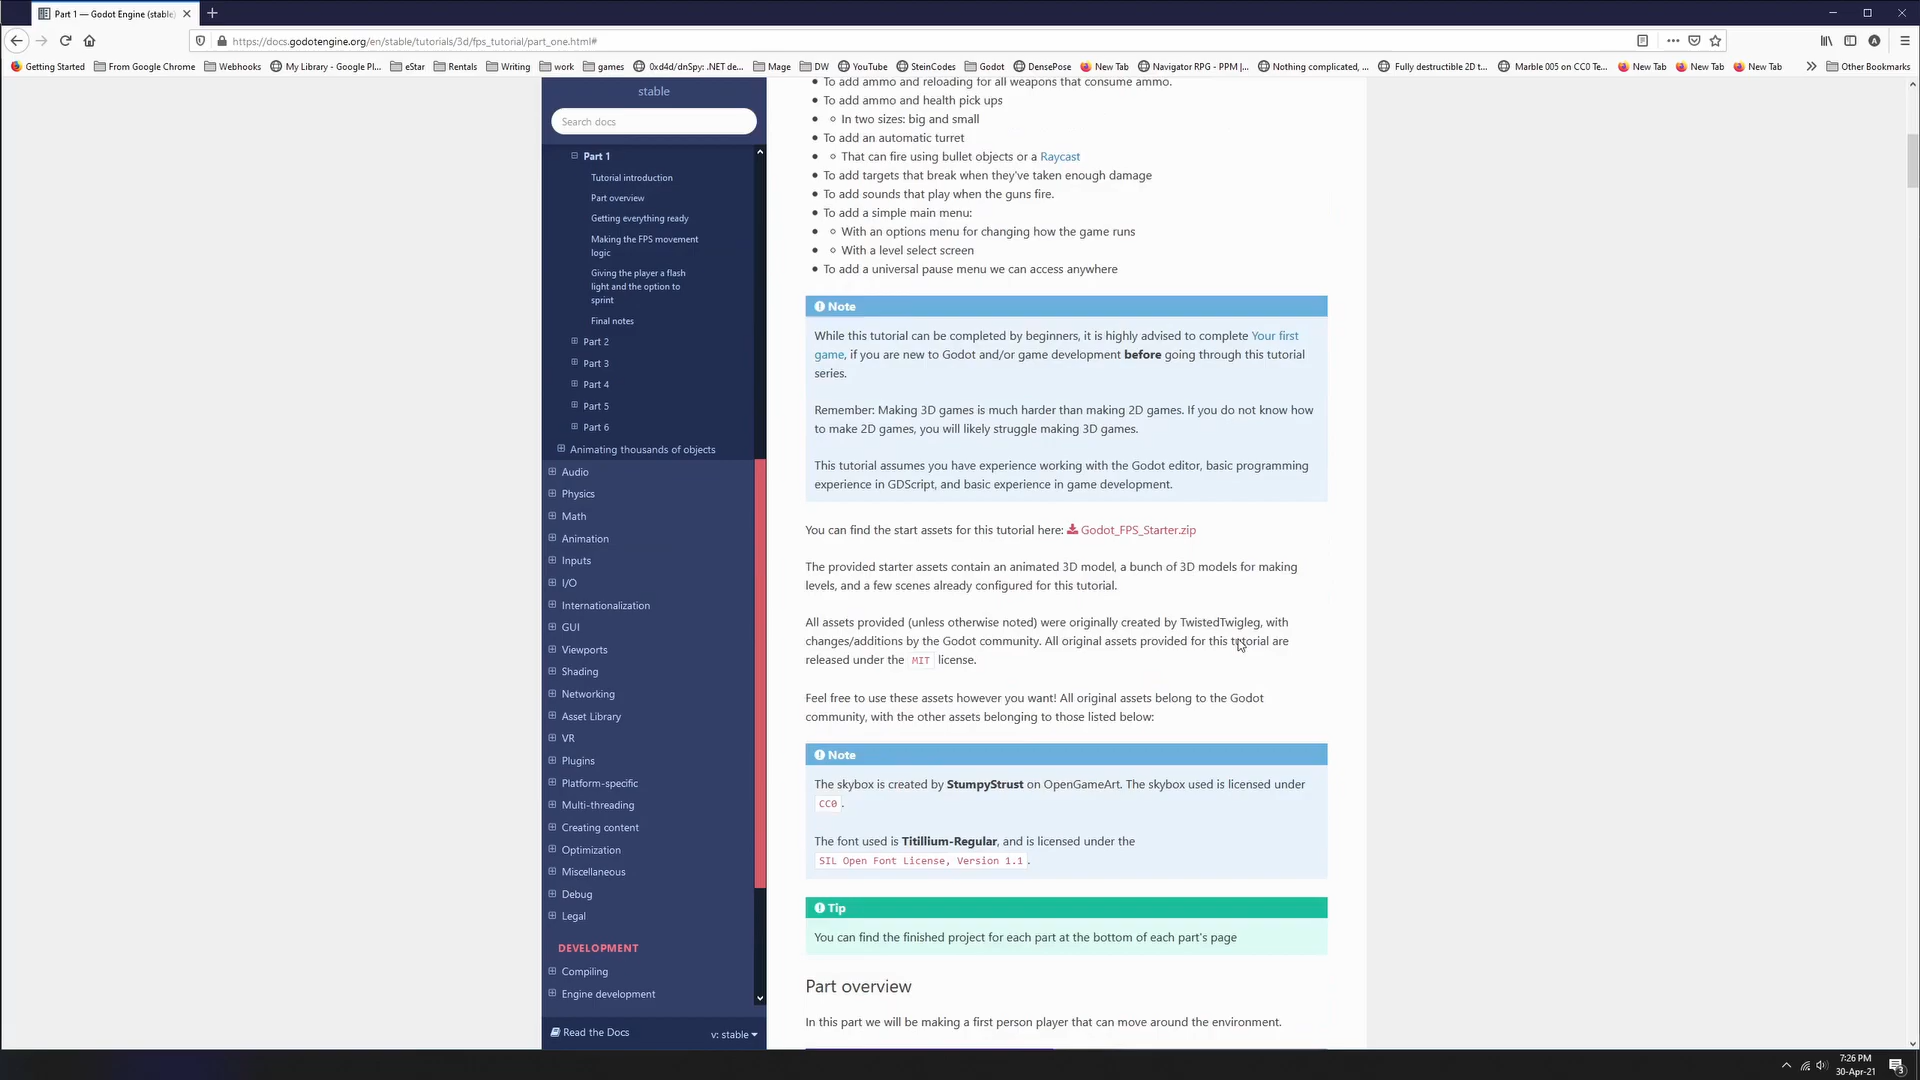 Part 1 — Godot Engine (stable)
https://docs.godotengine.org/en/stable/tutorials/3d/fps_tutorial/part_one.html#
Getting Started
From Google Chrome
Webhooks
My Library - Google Pl...
eStar
Rentals
Writing
work
games
0xd4d/dnSpy: .NET de...
Mage
DW
YouTube
SteinCodes
Godot
DensePose
New Tab
Navigator RPG - PPM |...
Nothing complicated, ...
Fully destructible 2D t...
Marble 005 on CC0 Te...
New Tab
New Tab
New Tab
Other Bookmarks
stable
Search docs
Part 1
Tutorial introduction
Part overview
Getting everything ready
Making the FPS movement
logic
Giving the player a flash
light and the option to
sprint
Final notes
Part 2
Part 3
Part 4
Part 5
Part 6
Animating thousands of objects
Audio
Physics
Math
Animation
Inputs
I/O
Internationalization
GUI
Viewports
Shading
Networking
Asset Library
VR
Plugins
Platform-specific
Multi-threading
Creating content
Optimization
Miscellaneous
Debug
Legal
DEVELOPMENT
Compiling
Engine development
Read the Docs
v: stable
To add ammo and reloading for all weapons that consume ammo.
To add ammo and health pick ups
In two sizes: big and small
To add an automatic turret
That can fire using bullet objects or a Raycast
To add targets that break when they've taken enough damage
To add sounds that play when the guns fire.
To add a simple main menu:
With an options menu for changing how the game runs
With a level select screen
To add a universal pause menu we can access anywhere
Note
While this tutorial can be completed by beginners, it is highly advised to complete Your first
game, if you are new to Godot and/or game development before going through this tutorial
series.
Remember: Making 3D games is much harder than making 2D games. If you do not know how
to make 2D games, you will likely struggle making 3D games.
This tutorial assumes you have experience working with the Godot editor, basic programming
experience in GDScript, and basic experience in game development.
You can find the start assets for this tutorial here: Godot_FPS_Starter.zip
The provided starter assets contain an animated 3D model, a bunch of 3D models for making
levels, and a few scenes already configured for this tutorial.
All assets provided (unless otherwise noted) were originally created by TwistedTwigleg, with
changes/additions by the Godot community. All original assets provided for this tutorial are
released under the MIT license.
Feel free to use these assets however you want! All original assets belong to the Godot
community, with the other assets belonging to those listed below:
Note
The skybox is created by StumpyStrust on OpenGameArt. The skybox used is licensed under
CC0.
The font used is Titillium-Regular, and is licensed under the
SIL Open Font License, Version 1.1.
Tip
You can find the finished project for each part at the bottom of each part's page
Part overview
In this part we will be making a first person player that can move around the environment.
7:26 PM
30-Apr-21
3